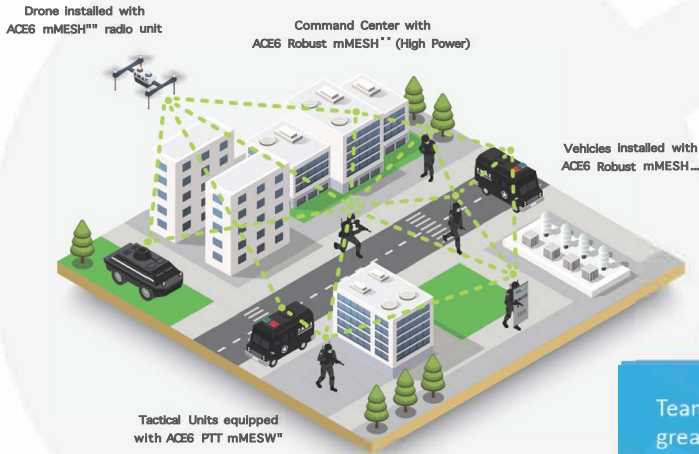 Drone installed with
ACE6 mMESH"" radio unit
Command Center with
ACE6 Robust mMESH¨¨ (High Power)
Vehicles installed with
ACE6 Robust mMESH...
Tactical Units equipped
with ACE6 PTT mMESW"
Team
grea